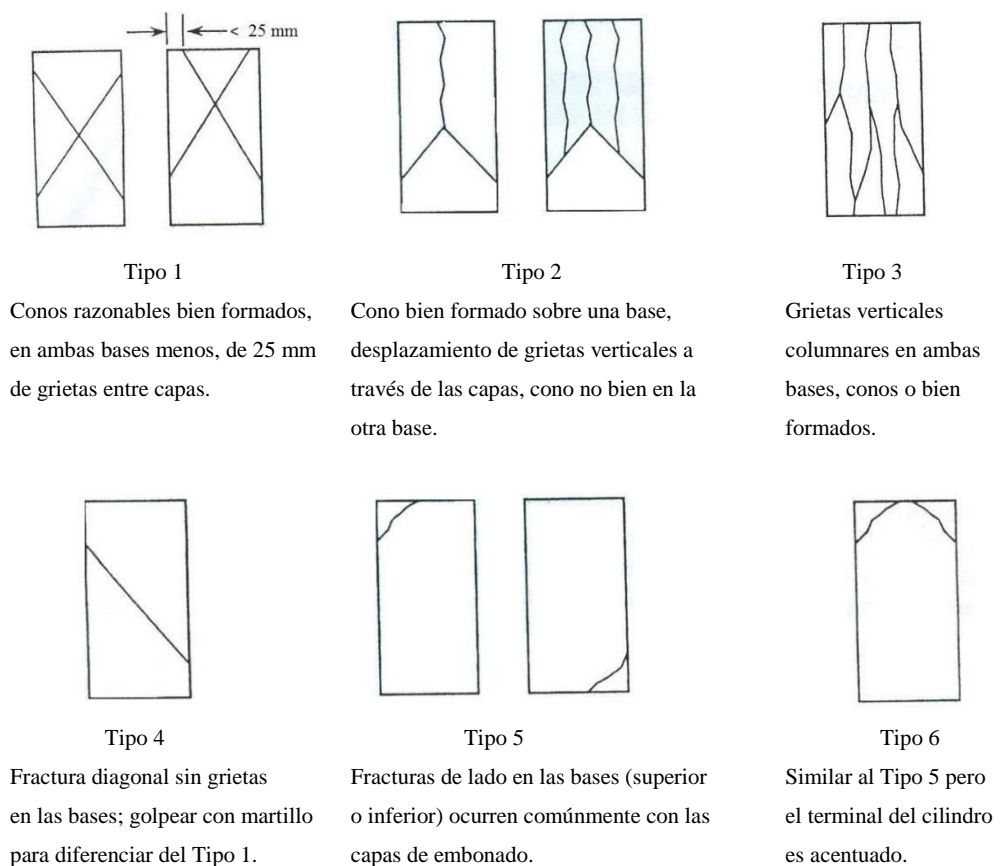 < 25 mm
Tipo 1
Conos razonables bien formados,
en ambas bases menos, de 25 mm
de grietas entre capas.
Tipo 2
Cono bien formado sobre una base,
desplazamiento de grietas verticales a
través de las capas, cono no bien en la
otra base.
Tipo 3
Grietas verticales
columnares en ambas
bases, conos o bien
formados.
Tipo 4
Fractura diagonal sin grietas
en las bases; golpear con martillo
para diferenciar del Tipo 1.
Tipo 5
Fracturas de lado en las bases (superior
o inferior) ocurren comúnmente con las
capas de embonado.
Tipo 6
Similar al Tipo 5 pero
el terminal del cilindro
es acentuado.